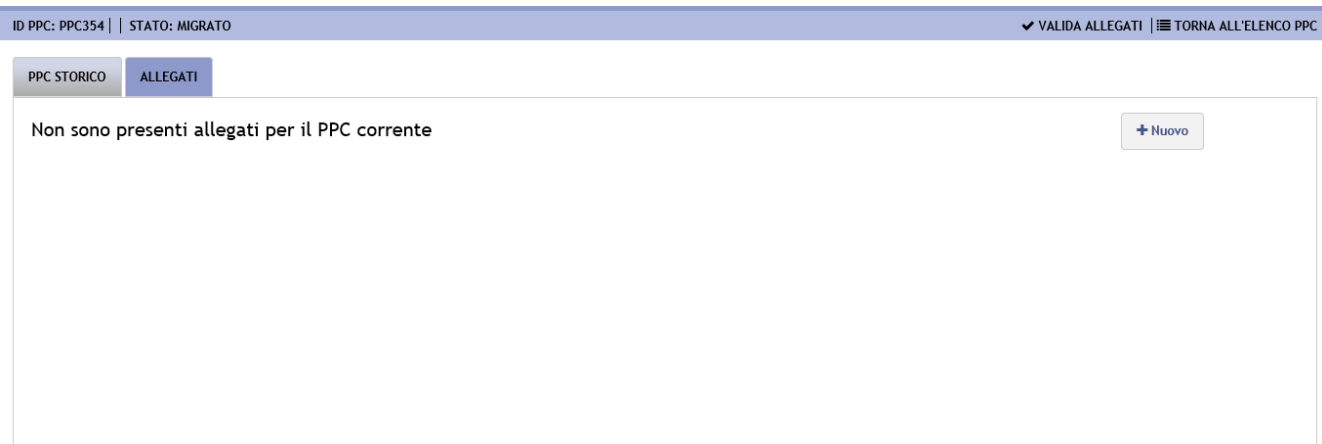 ID PPC: PPC354 | | STATO: MIGRATO VALIDA ALLEGATI | TORNA ALL'ELENCO PPC
PPC STORICO ALLEGATI
Non sono presenti allegati per il PPC corrente + Nuovo